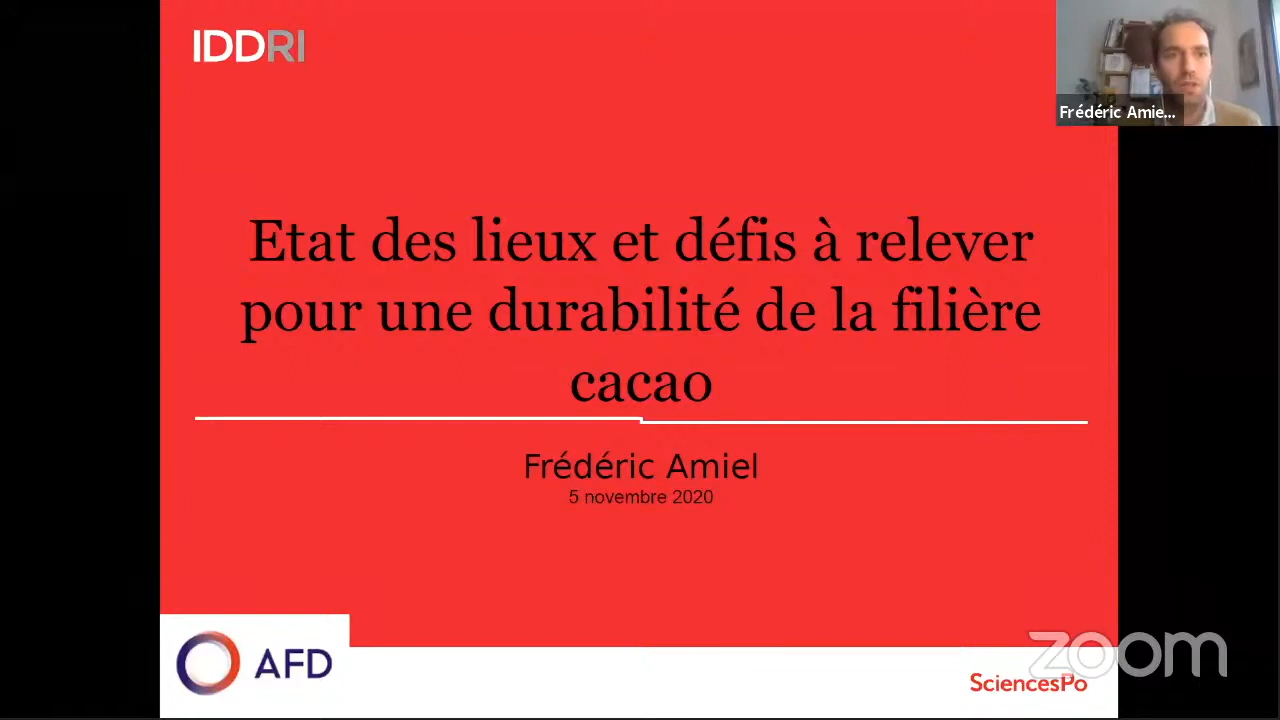 IDDRI
Frédéric Amie...
Etat des lieux et défis à relever
pour une durabilité de la filière
cacao
Frédéric Amiel
5 novembre 2020
AFD
zoom
SciencesPo